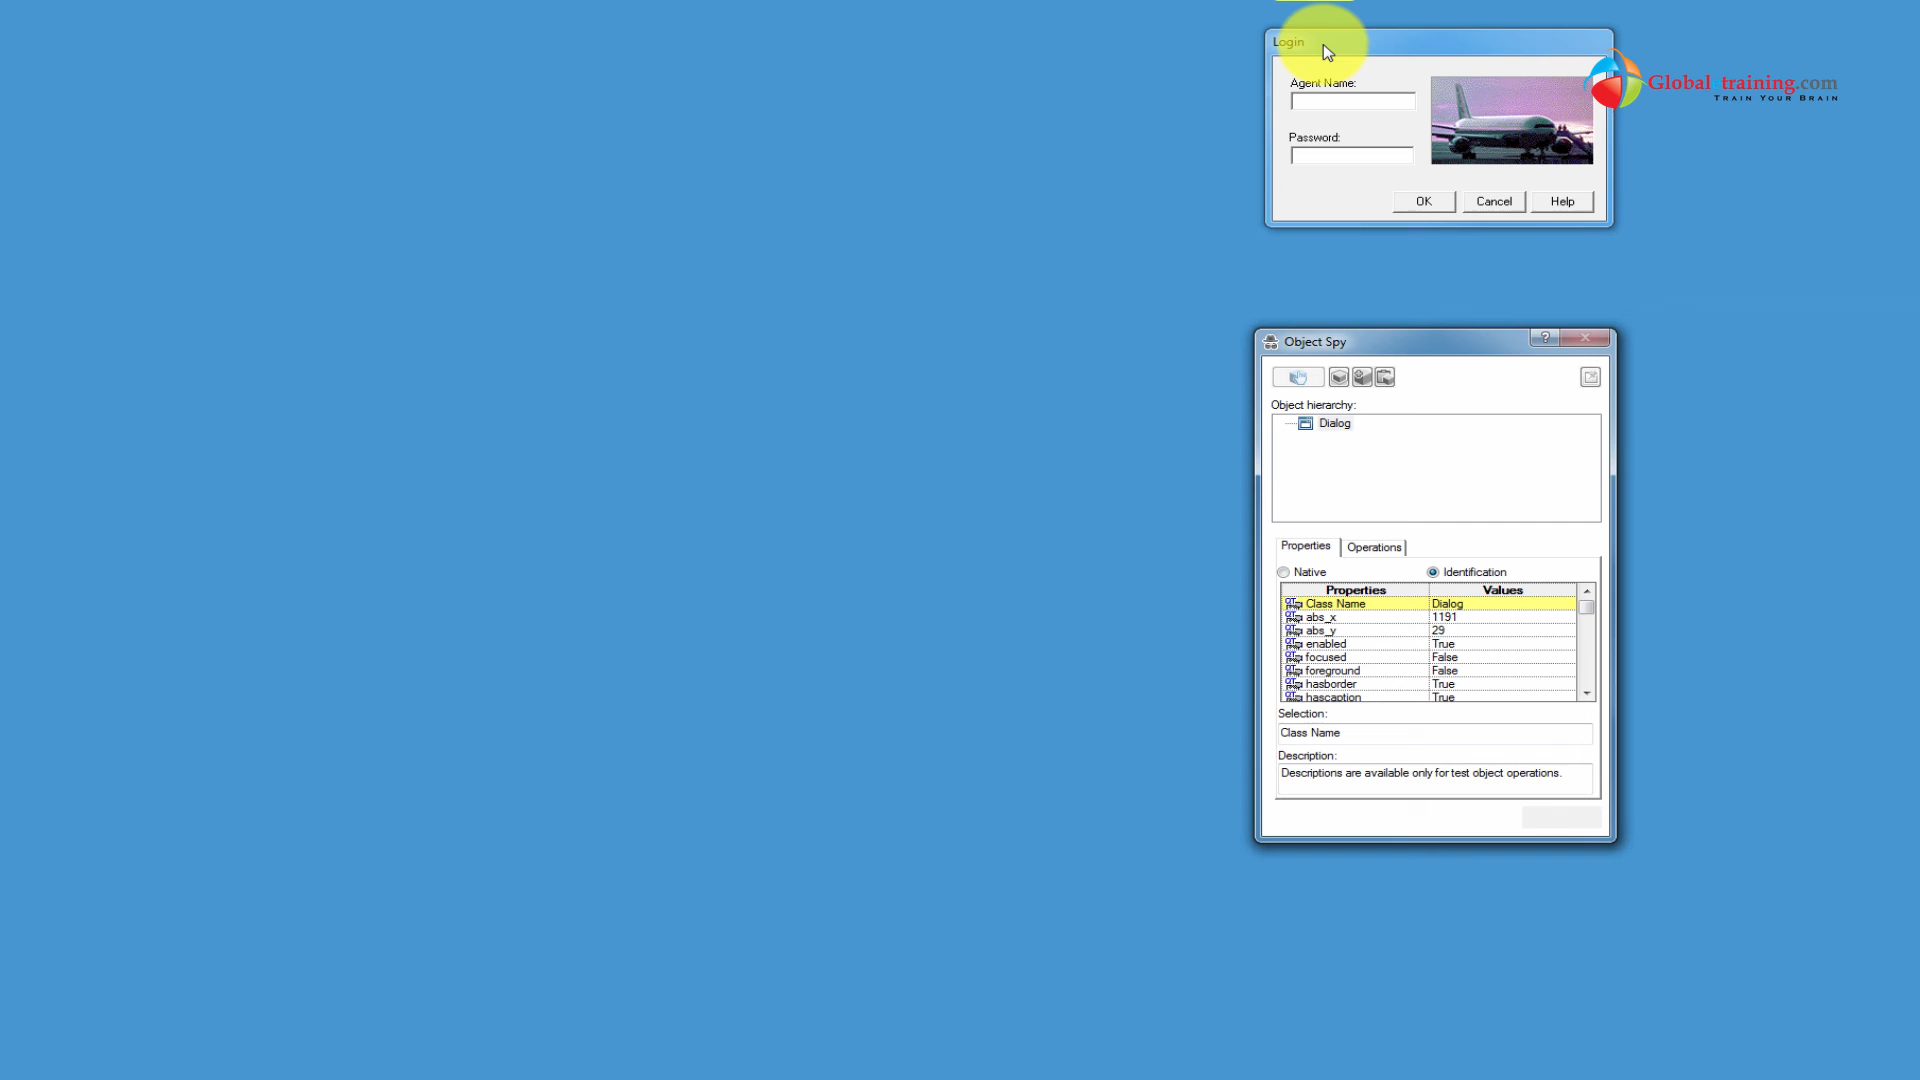 Login
Agent Name:
Password:
OK Cancel Help
Globaletraining.com
TRAIN YOUR BRAIN
Object Spy
?
Object hierarchy:
Dialog
Properties Operations
Native Identification
Properties Values
Class Name Dialog
abs_x 1191
abs_y 29
enabled True
focused False
foreground False
hasborder True
hascaption True
Selection:
Class Name
Description:
Descriptions are available only for test object operations.